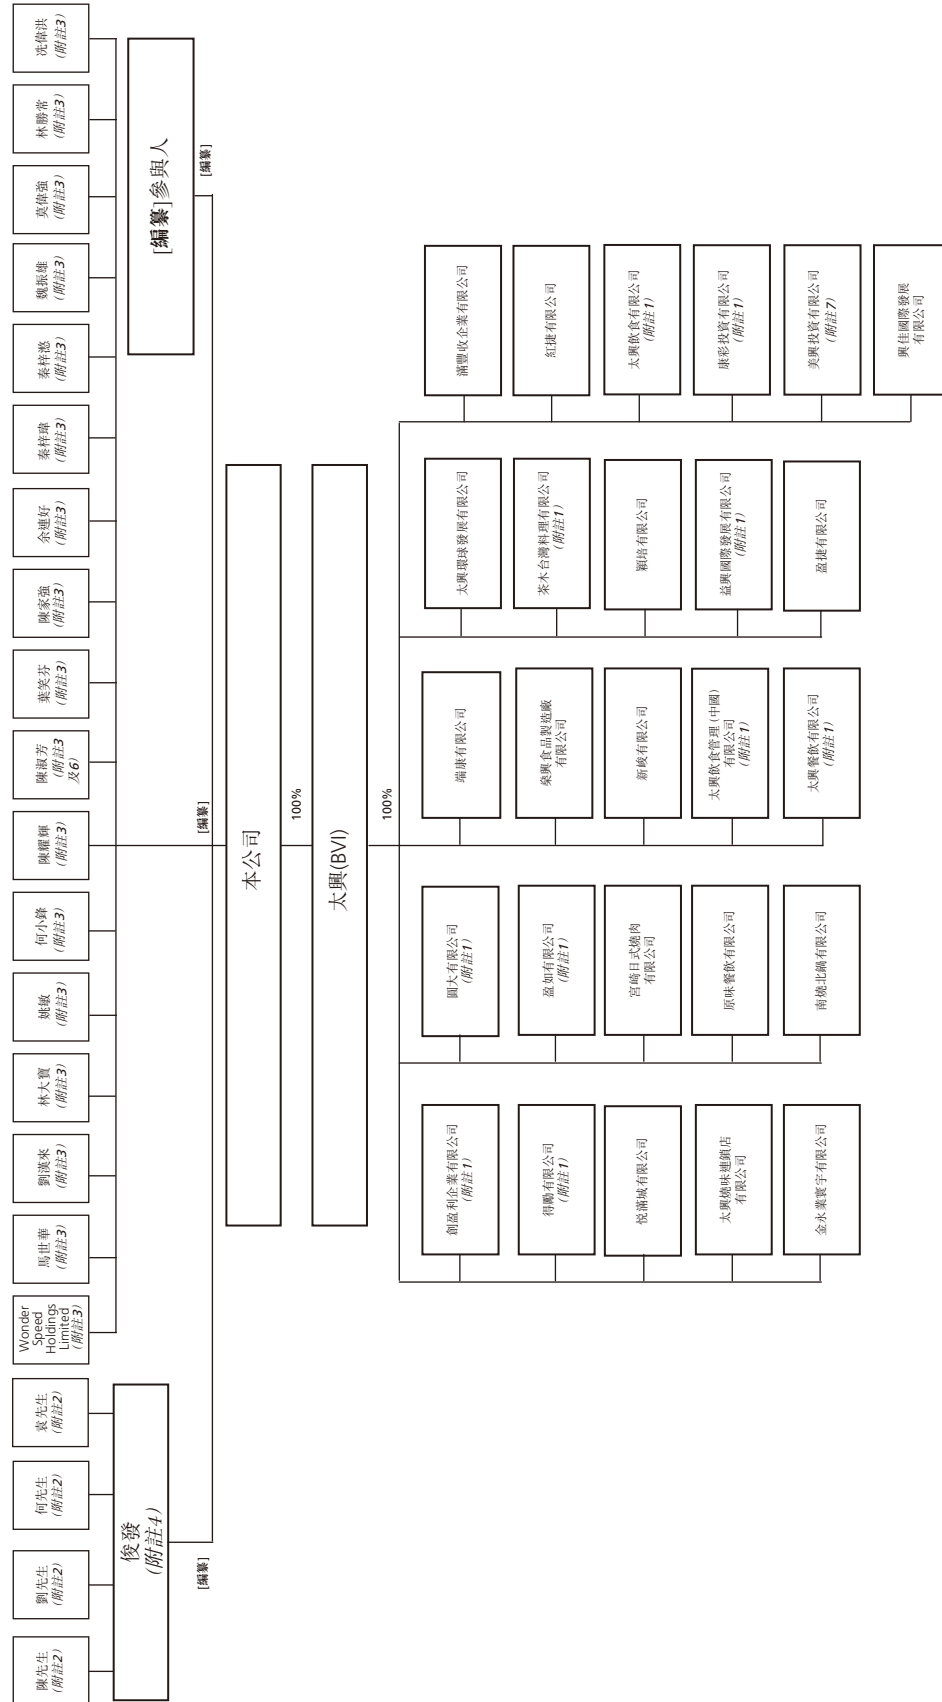 陳先生
(附註2)
劉先生
(附註2)
何先生
(附註2)
袁先生
(附註2)
Wonder
Speed
Holdings
Limited
(附註3)
馬世華
(附註3)
劉漢來
(附註3)
林大寶
(附註3)
姚敏
(附註3)
何小鋒
(附註3)
陳耀輝
(附註3)
陳淑芳
(附註3
及6)
葉笑芬
(附註3)
陳家強
(附註3)
余連好
(附註3)
秦梓瑋
(附註3)
秦梓懲
(附註3)
魏振雄
(附註3)
莫偉強
(附註3)
林勝常
(附註3)
冼偉洪
(附註3)
俊發
(附註4)
[編纂]參與人
[編纂]
[編纂]
[編纂]
本公司
100%
太興(BVI)
100%
創盈利企業有限公司
(附註1)
得勵有限公司
(附註1)
悅滿城有限公司
太興燒味連鎖店
有限公司
金永業寰宇有限公司
圓大有限公司
(附註1)
盈如有限公司
(附註1)
宮崎日式燒肉
有限公司
原味餐飲有限公司
南燒北鍋有限公司
端康有限公司
燊興食品製造廠
有限公司
新峻有限公司
太興飲食管理(中國)
有限公司
(附註1)
太興餐飲有限公司
(附註1)
太興環球發展有限公司
茶木台灣料理有限公司
(附註1)
穎培有限公司
益興國際發展有限公司
(附註1)
盈捷有限公司
滿豐收企業有限公司
紅捷有限公司
太興飲食有限公司
(附註1)
康彩投資有限公司
(附註1)
美興投資有限公司
(附註7)
興佳國際發展
有限公司